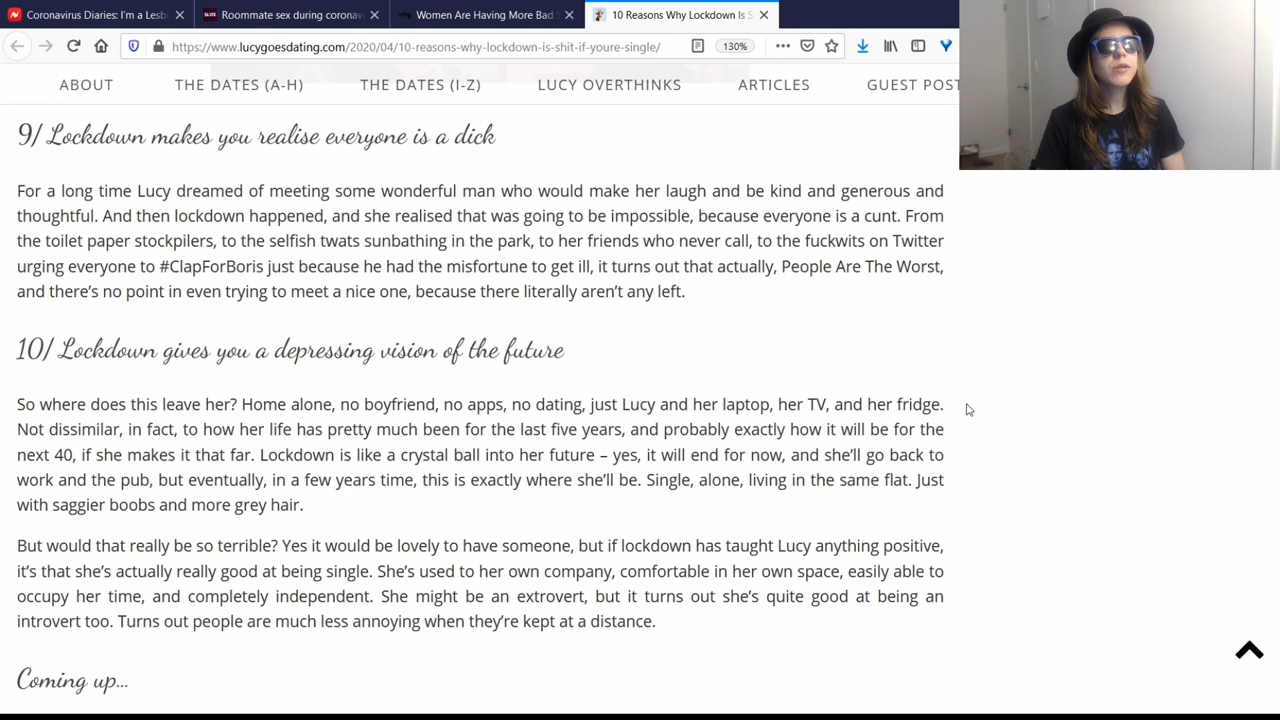 Coronavirus Diaries: I'm a Lesb
Roommate sex during coronav
Women Are Having More Bad
10 Reasons Why Lockdown Is S
https://www.lucygoesdating.com/2020/04/10-reasons-why-lockdown-is-shit-if-youre-single/
130%
ABOUT THE DATES (A-H) THE DATES (I-Z) LUCY OVERTHINKS ARTICLES GUEST POST
9/ Lockdown makes you realise everyone is a dick
For a long time Lucy dreamed of meeting some wonderful man who would make her laugh and be kind and generous and
thoughtful. And then lockdown happened, and she realised that was going to be impossible, because everyone is a cunt. From
the toilet paper stockpilers, to the selfish twats sunbathing in the park, to her friends who never call, to the fuckwits on Twitter
urging everyone to #ClapForBoris just because he had the misfortune to get ill, it turns out that actually, People Are The Worst,
and there's no point in even trying to meet a nice one, because there literally aren't any left.
10/ Lockdown gives you a depressing vision of the future
So where does this leave her? Home alone, no boyfriend, no apps, no dating, just Lucy and her laptop, her TV, and her fridge.
Not dissimilar, in fact, to how her life has pretty much been for the last five years, and probably exactly how it will be for the
next 40, if she makes it that far. Lockdown is like a crystal ball into her future – yes, it will end for now, and she'll go back to
work and the pub, but eventually, in a few years time, this is exactly where she'll be. Single, alone, living in the same flat. Just
with saggier boobs and more grey hair.
But would that really be so terrible? Yes it would be lovely to have someone, but if lockdown has taught Lucy anything positive,
it's that she's actually really good at being single. She's used to her own company, comfortable in her own space, easily able to
occupy her time, and completely independent. She might be an extrovert, but it turns out she's quite good at being an
introvert too. Turns out people are much less annoying when they're kept at a distance.
Coming up...